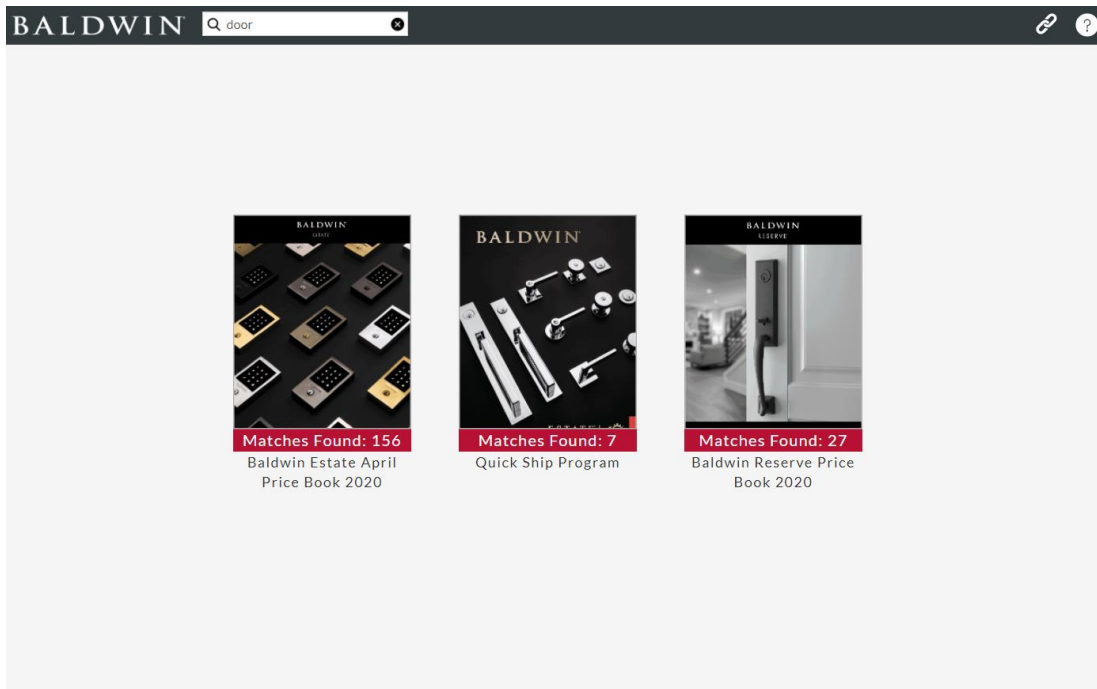 BALDWIN
door
?
BALDWIN
ESTATE
BALDWIN
BALDWIN
RESERVE
Matches Found: 156
Matches Found: 7
Matches Found: 27
Baldwin Estate April
Price Book 2020
Quick Ship Program
Baldwin Reserve Price
Book 2020